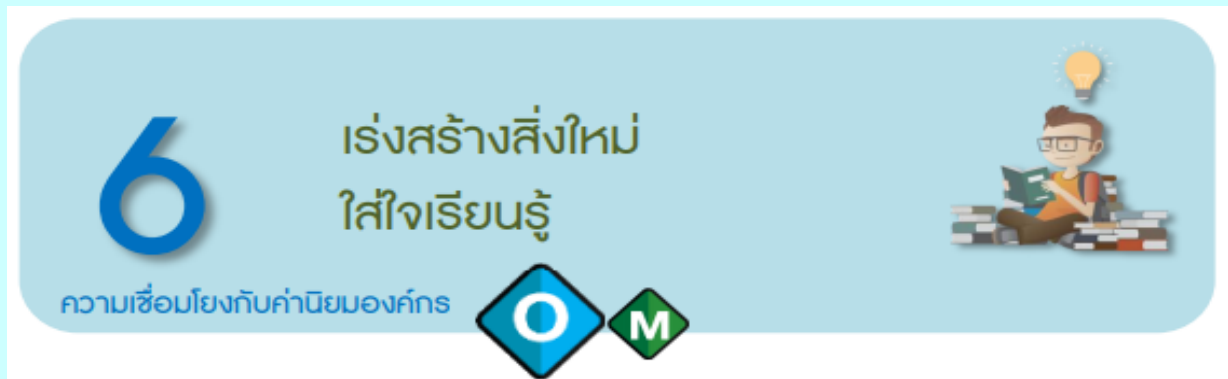 6
เร่งสร้างสิ่งใหม่
ใส่ใจเรียนรู้
ความเชื่อมโยงกับค่านิยมองค์กร
O M